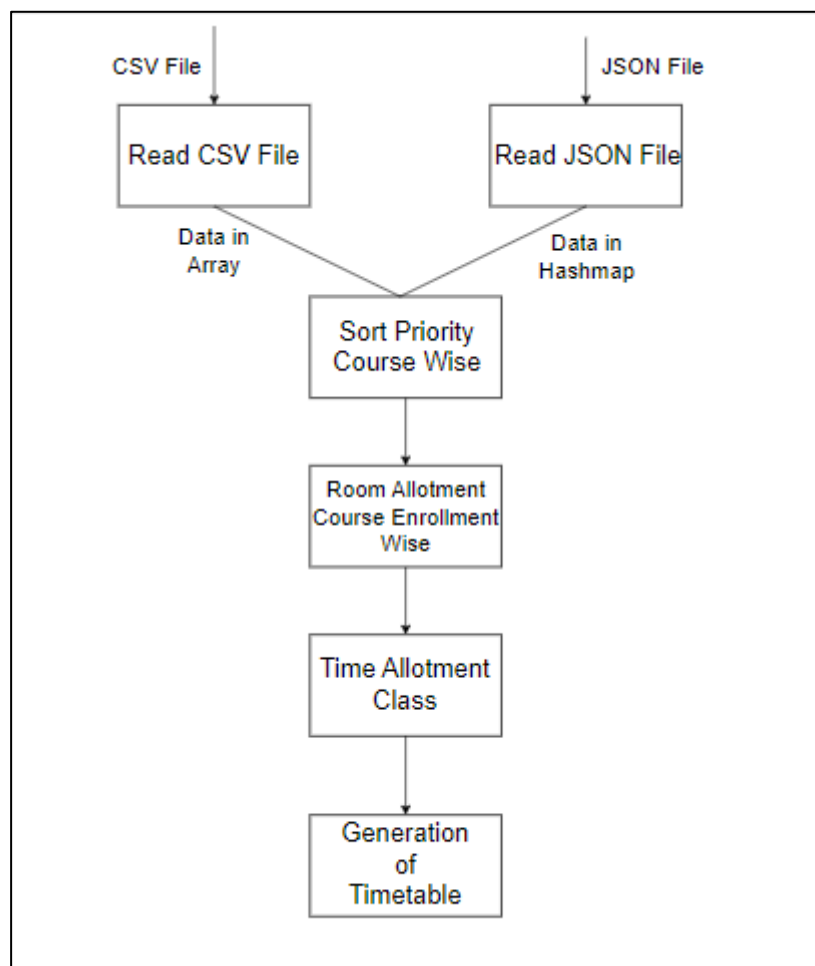 CSV File
JSON File
Read CSV File
Read JSON File
Data in
Array
Data in
Hashmap
Sort Priority
Course Wise
Room Allotment
Course Enrollment
Wise
Time Allotment
Class
Generation
of
Timetable